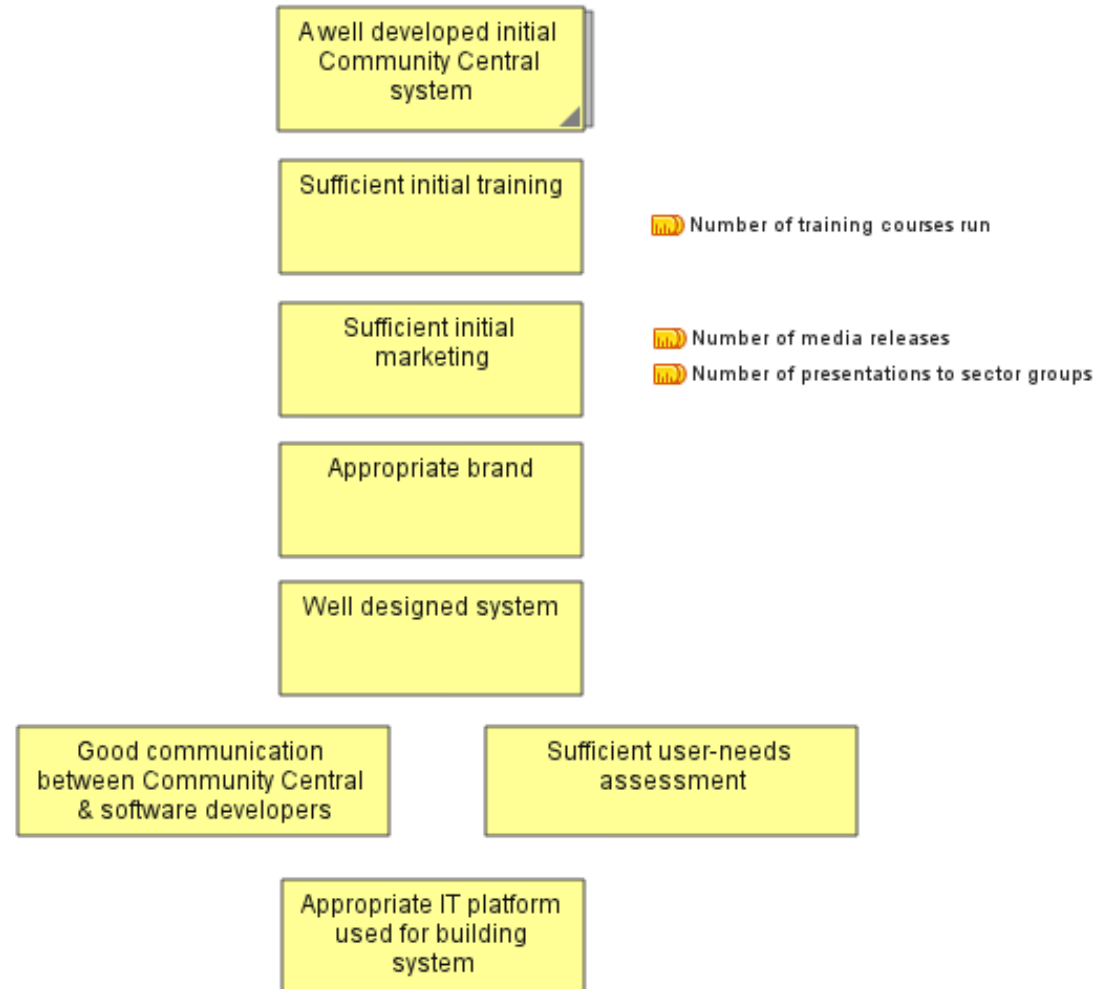 A well developed initial
Community Central
system
Sufficient initial training
Number of training courses run
Sufficient initial
marketing
Number of media releases
Number of presentations to sector groups
Appropriate brand
Well designed system
Good communication
between Community Central
& software developers
Sufficient user-needs
assessment
Appropriate IT platform
used for building
system